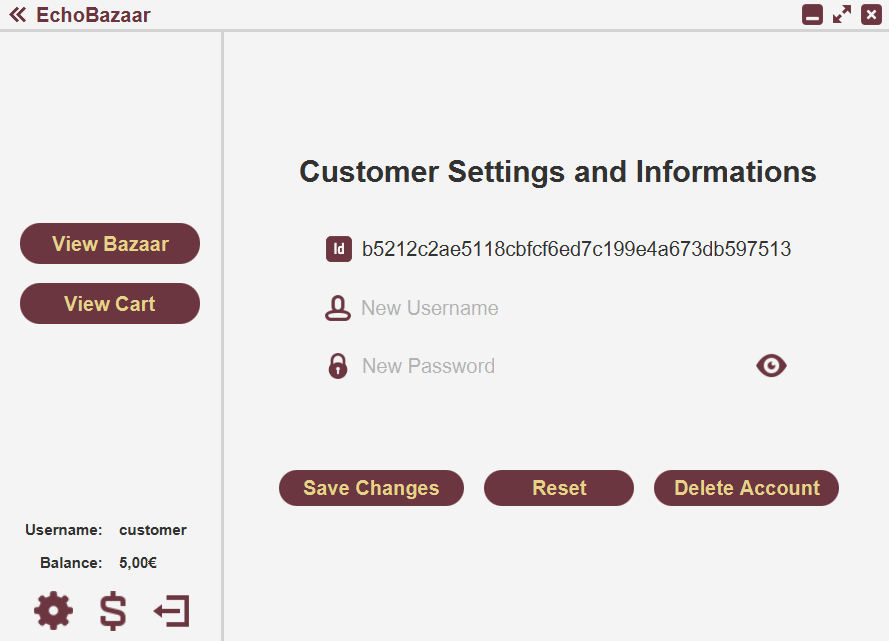 EchoBazaar
View Bazaar
View Cart
Username: customer
Balance: 5,00€
Customer Settings and Informations
Id b5212c2ae5118cbfcf6ed7c199e4a673db597513
New Username
New Password
Save Changes
Reset
Delete Account